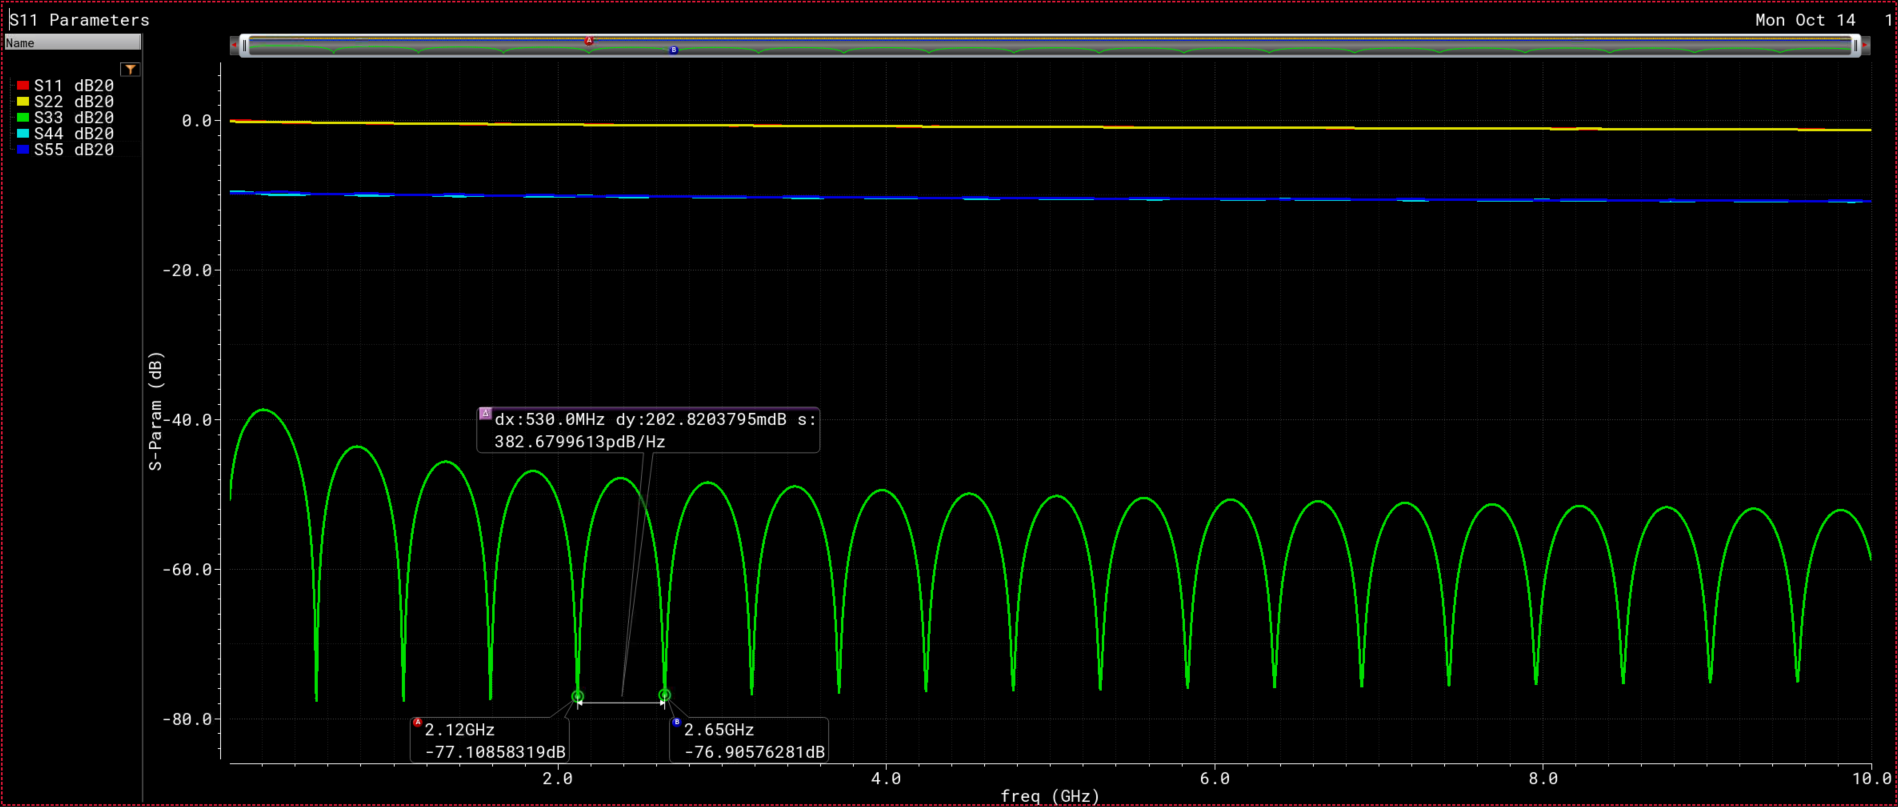 S11 Parameters
Mon Oct 14 1
Name
A
B
S11 dB20
S22 dB20
S33 dB20
S44 dB20
S55 dB20
0.0
-20.0
-40.0
-60.0
-80.0
S-Param (dB)
dx:530.0MHz dy:202.8203795mdB s:
382.6799613pdB/Hz
A
2.12GHz
-77.10858319dB
B
2.65GHz
-76.90576281dB
2.0
4.0
6.0
8.0
10.0
freq (GHz)